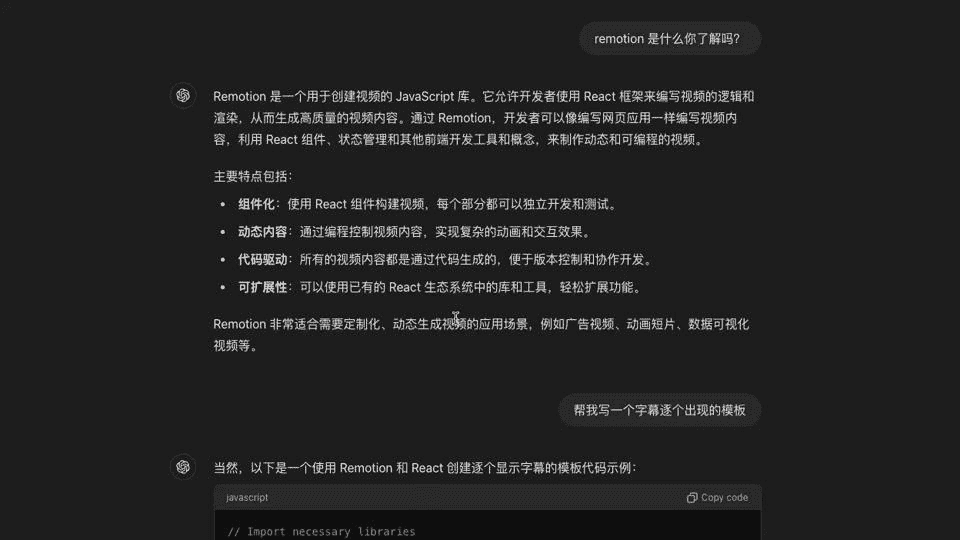 remotion 是什么你了解吗?
Remotion 是一个用于创建视频的 JavaScript 库。它允许开发者使用 React 框架来编写视频的逻辑和
渲染，从而生成高质量的视频内容。通过 Remotion，开发者可以像编写网页应用一样编写视频内
容，利用 React 组件、状态管理和其他前端开发工具和概念，来制作动态和可编程的视频。
主要特点包括：
• 组件化：使用 React 组件构建视频，每个部分都可以独立开发和测试。
• 动态内容：通过编程控制视频内容，实现复杂的动画和交互效果。
• 代码驱动：所有的视频内容都是通过代码生成的，便于版本控制和协作开发。
• 可扩展性：可以使用已有的 React 生态系统中的库和工具，轻松扩展功能。
Remotion 非常适合需要定制化、动态生成视频的应用场景，例如广告视频、动画短片、数据可视化
视频等。
帮我写一个字幕逐个出现的模板
当然，以下是一个使用 Remotion 和 React 创建逐个显示字幕的模板代码示例：
javascript Copy code
// Import necessary libraries